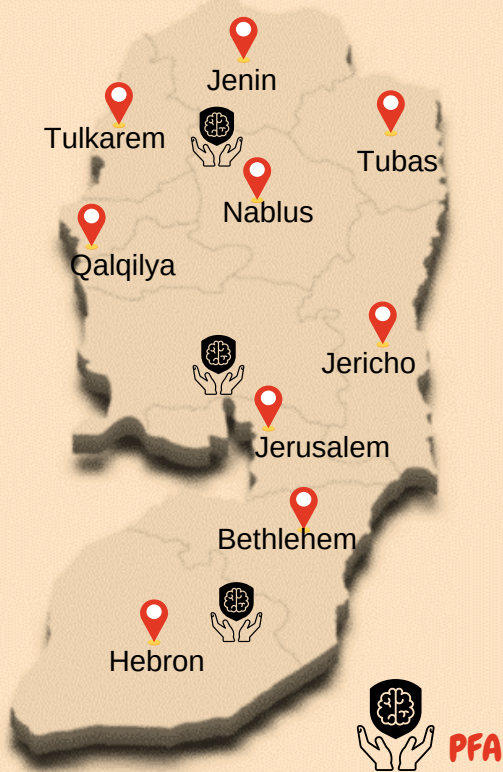 Jenin
Tulkarem
Tubas
Nablus
Qalqilya
Jericho
Jerusalem
Bethlehem
Hebron
PFA